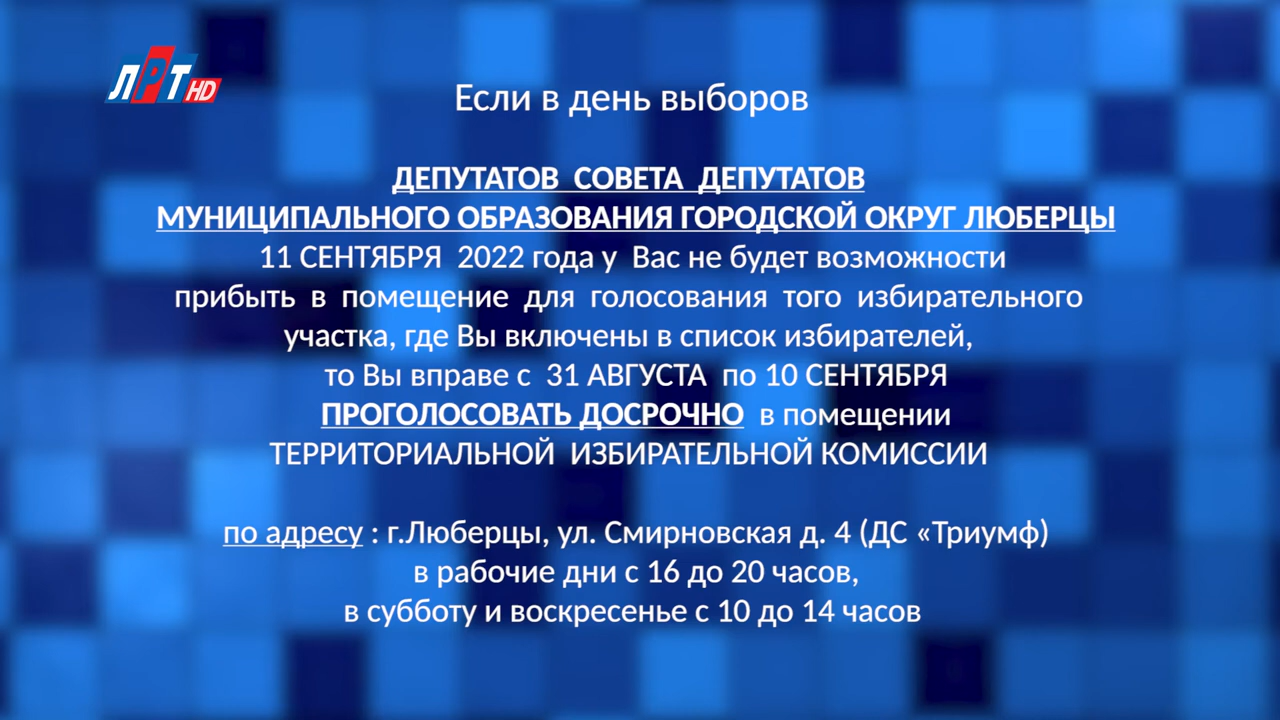 ЛРТ HD
Если в день выборов
ДЕПУТАТОВ СОВЕТА ДЕПУТАТОВ
МУНИЦИПАЛЬНОГО ОБРАЗОВАНИЯ ГОРОДСКОЙ ОКРУГ ЛЮБЕРЦЫ
11 СЕНТЯБРЯ 2022 года у Вас не будет возможности
прибыть в помещение для голосования того избирательного
участка, где Вы включены в список избирателей,
то Вы вправе с 31 АВГУСТА по 10 СЕНТЯБРЯ
ПРОГОЛОСОВАТЬ ДОСРОЧНО в помещении
ТЕРРИТОРИАЛЬНОЙ ИЗБИРАТЕЛЬНОЙ КОМИССИИ
по адресу : г.Люберцы, ул. Смирновская д. 4 (ДС «Триумф)
в рабочие дни с 16 до 20 часов,
в субботу и воскресенье с 10 до 14 часов